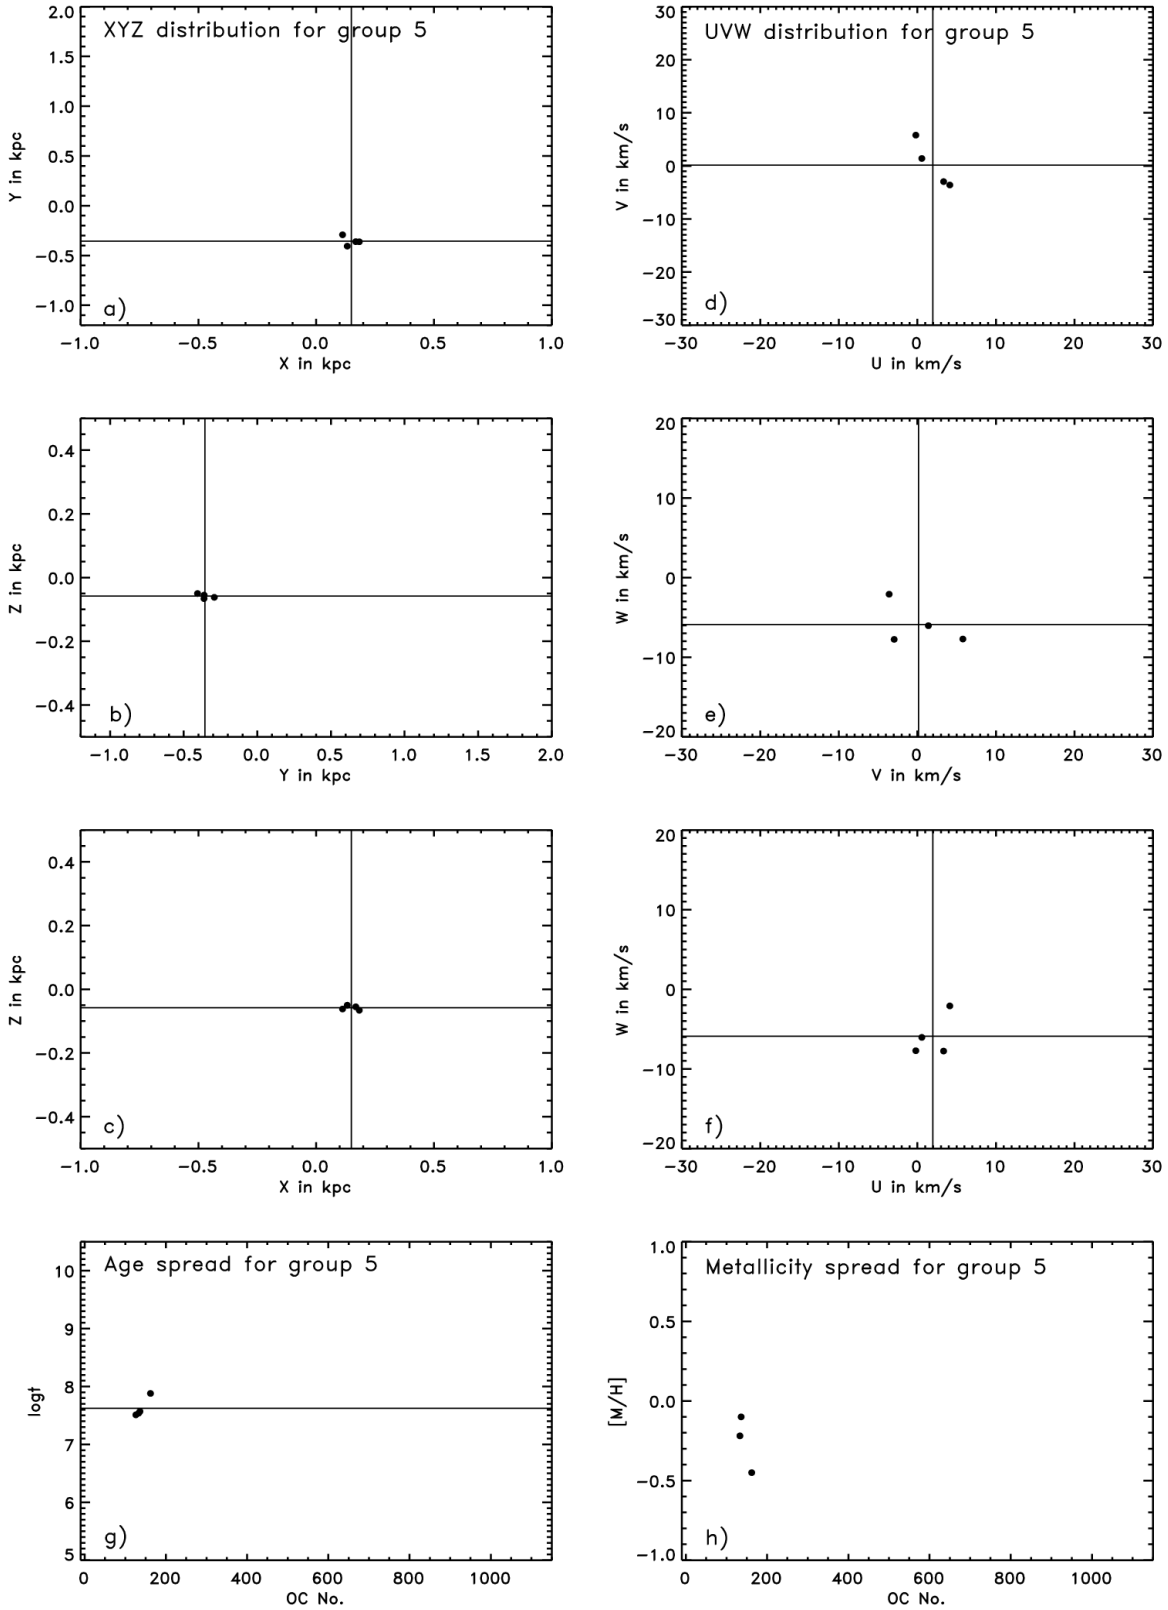 XYZ distribution for group 5
2.0
1.5
1.0
0.5
0.0
−0.5
−1.0
Y in kpc
a)
−1.0 −0.5 0.0 0.5 1.0
X in kpc
UVW distribution for group 5
30
20
10
0
−10
−20
−30
V in km/s
d)
−30 −20 −10 0 10 20 30
U in km/s
0.4
0.2
0.0
−0.2
−0.4
Z in kpc
b)
−1.0 −0.5 0.0 0.5 1.0 1.5 2.0
Y in kpc
20
10
0
−10
−20
W in km/s
e)
−30 −20 −10 0 10 20 30
V in km/s
0.4
0.2
0.0
−0.2
−0.4
Z in kpc
c)
−1.0 −0.5 0.0 0.5 1.0
X in kpc
20
10
0
−10
−20
W in km/s
f)
−30 −20 −10 0 10 20 30
U in km/s
Age spread for group 5
10
9
8
7
6
5
logt
g)
0 200 400 600 800 1000
OC No.
Metallicity spread for group 5
1.0
0.5
0.0
−0.5
−1.0
[M/H]
h)
0 200 400 600 800 1000
OC No.